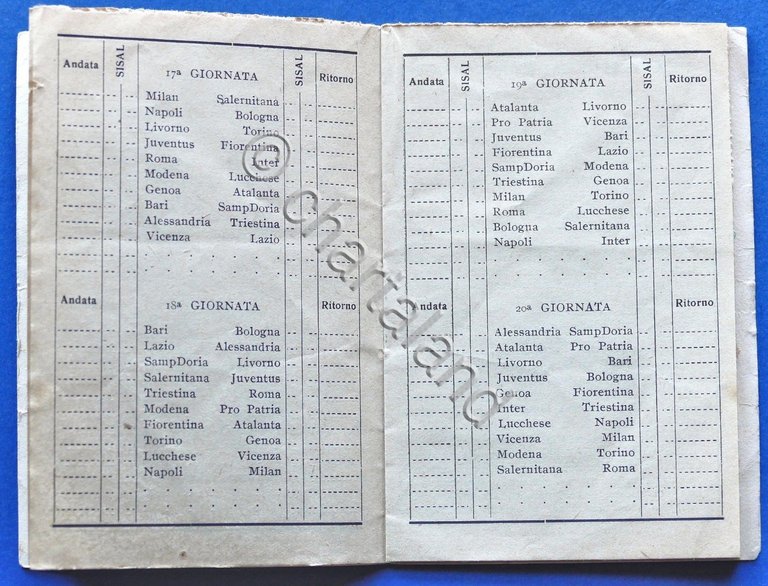 Andata SISAL 17ª GIORNATA SISAL Ritorno
Milan Salernitana
Napoli Bologna
Livorno Torino
Juventus Fiorentina
Roma Inter
Modena Lucchese
Genoa Atalanta
Bari SampDoria
Alessandria Triestina
Vicenza Lazio
Andata 18ª GIORNATA Ritorno
Bari Bologna
Lazio Alessandria
SampDoria Livorno
Salernitana Juventus
Triestina Roma
Modena Pro Patria
Fiorentina Atalanta
Torino Genoa
Lucchese Vicenza
Napoli Milan
Andata SISAL 19ª GIORNATA SISAL Ritorno
Atalanta Livorno
Pro Patria Vicenza
Juventus Bari
Fiorentina Lazio
SampDoria Modena
Triestina Genoa
Milan Torino
Roma Lucchese
Bologna Salernitana
Napoli Inter
Andata 20ª GIORNATA Ritorno
Alessandria SampDoria
Atalanta Pro Patria
Livorno Bari
Juventus Bologna
Genoa Fiorentina
Inter Triestina
Lucchese Napoli
Vicenza Milan
Modena Torino
Salernitana Roma
© chartaland